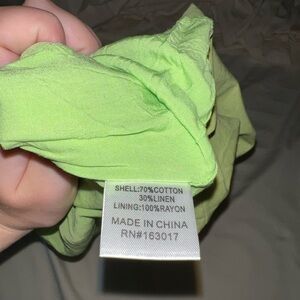 SHELL:70%COTTON
30%LINEN
LINING:100%RAYON
MADE IN CHINA
RN#163017